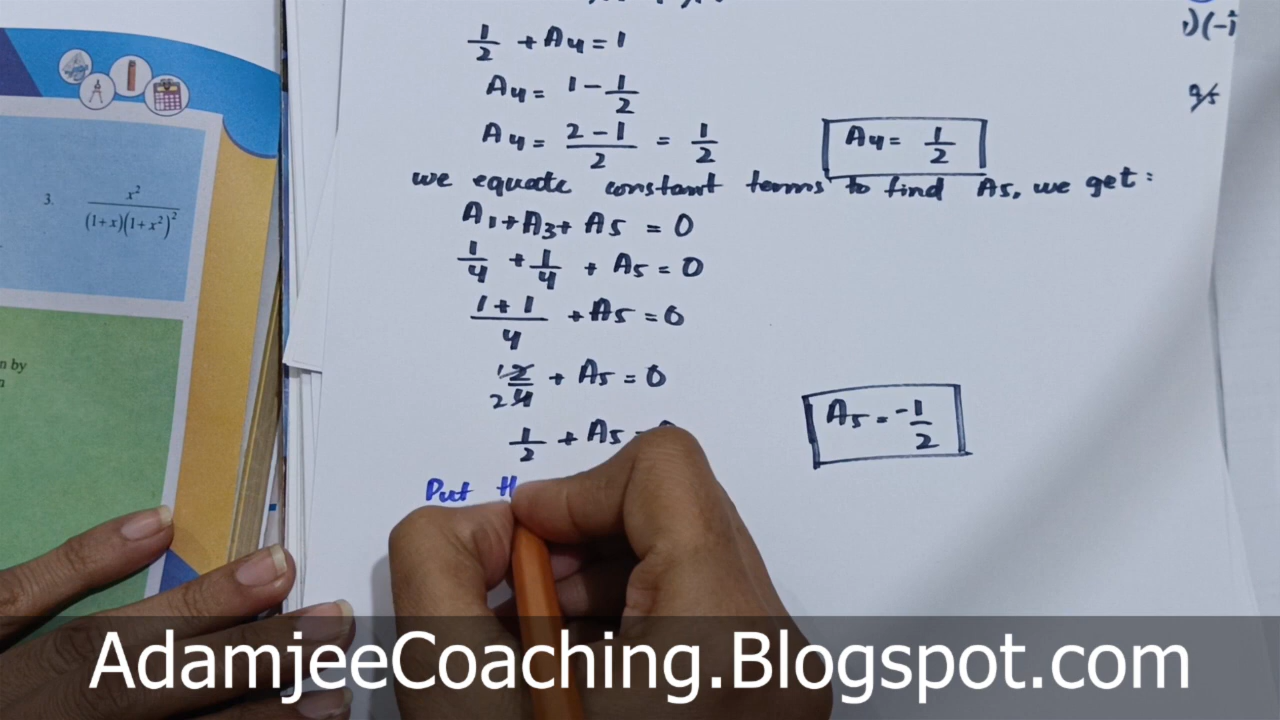 1/2 + A4 = 1
A4 = 1 - 1/2
A4 = (2 - 1)/2 = 1/2
A4 = 1/2
we equate constant terms to find A5, we get:
A1 + A3 + A5 = 0
1/4 + 1/4 + A5 = 0
(1 + 1)/4 + A5 = 0
1 2/2 4 + A5 = 0
1/2 + A5
A5 = -1/2
Put
3. x²/((1+x)(1+x²)²)
n by
AdamjeeCoaching.Blogspot.com